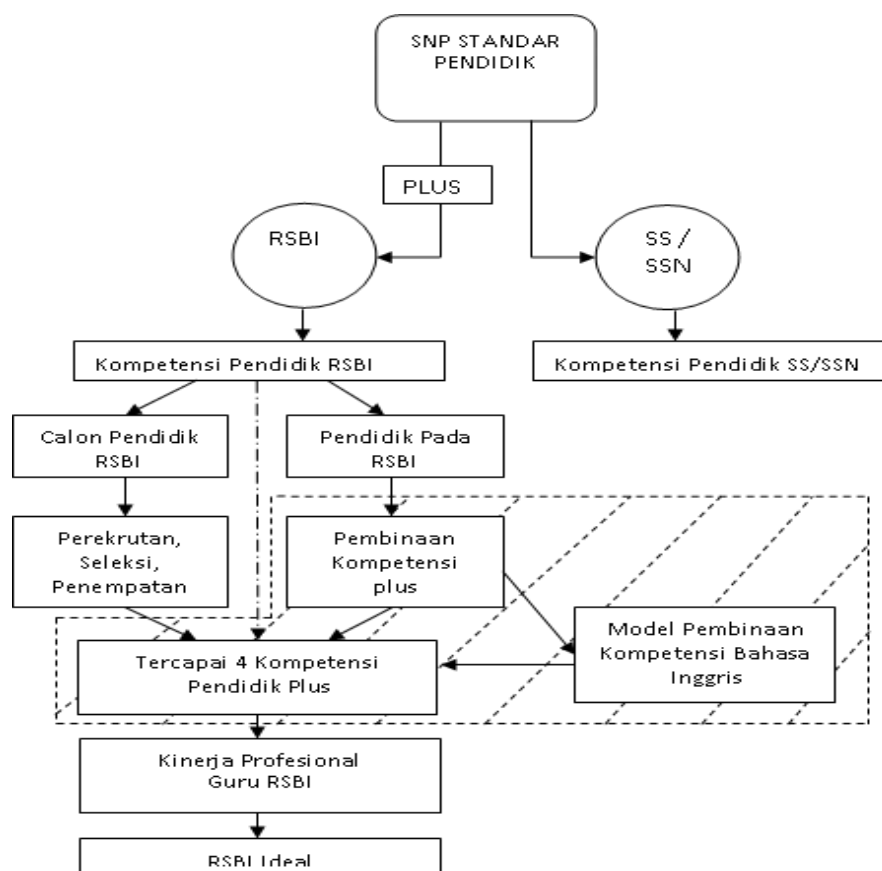 SNP STANDAR
PENDIDIK
PLUS
RSBI
SS /
SSN
Kompetensi Pendidik RSBI
Kompetensi Pendidik SS/SSN
Calon Pendidik
RSBI
Pendidik Pada
RSBI
Perekrutan,
Seleksi,
Penempatan
Pembinaan
Kompetensi
plus
Model Pembinaan
Kompetensi Bahasa
Inggris
Tercapai 4 Kompetensi
Pendidik Plus
Kinerja Profesional
Guru RSBI
RSBI Ideal